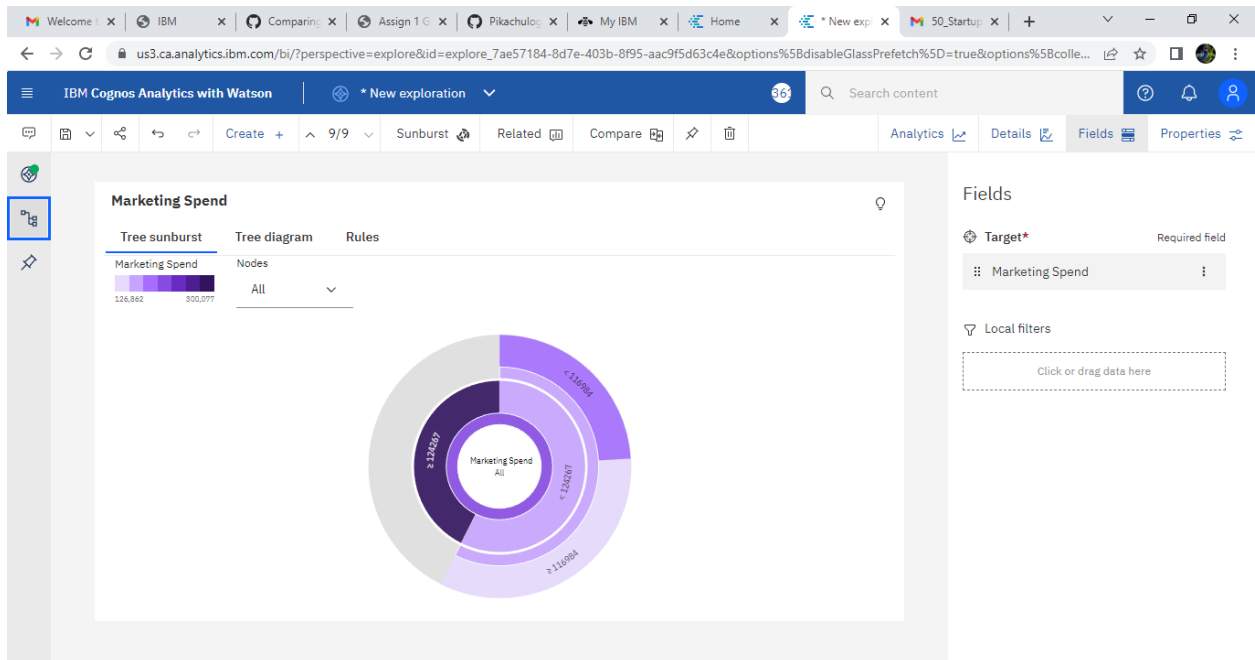 Welcome t
IBM
Comparing
Assign 1 G
Pikachulog
My IBM
Home
* New expl
50_Startup
us3.ca.analytics.ibm.com/bi/?perspective=explore&id=explore_7ae57184-8d7e-403b-8f95-aac9f5d63c4e&options%5BdisableGlassPrefetch%5D=true&options%5Bcolle...
IBM Cognos Analytics with Watson
* New exploration
363
Search content
Create +
9/9
Sunburst
Related
Compare
Analytics
Details
Fields
Properties
Marketing Spend
Tree sunburst
Tree diagram
Rules
Marketing Spend
126,862
300,077
Nodes
All
< 116984
≥ 124267
Marketing Spend
All
< 124267
≥ 116984
Fields
Target*
Required field
Marketing Spend
Local filters
Click or drag data here